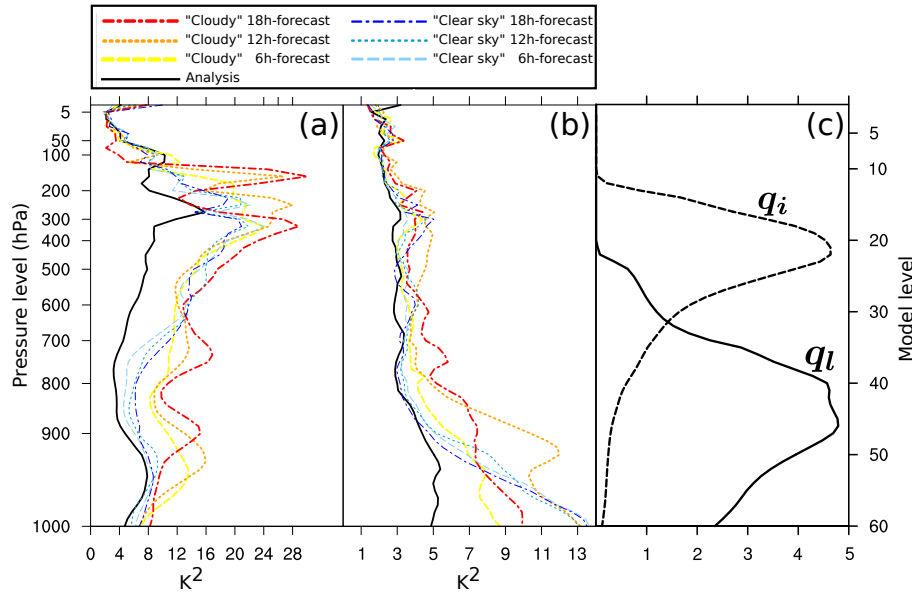 "Cloudy" 18h-forecast "Clear sky" 18h-forecast
"Cloudy" 12h-forecast "Clear sky" 12h-forecast
"Cloudy" 6h-forecast "Clear sky" 6h-forecast
Analysis
(a) (b) (c)
Pressure level (hPa)
5
50
100
200
300
400
500
600
700
800
900
1000
0 4 8 12 16 20 24 28
K²
1 3 5 7 9 11 13
K²
q_i
q_l
1 2 3 4 5
5
10
20
30
40
50
60
Model level